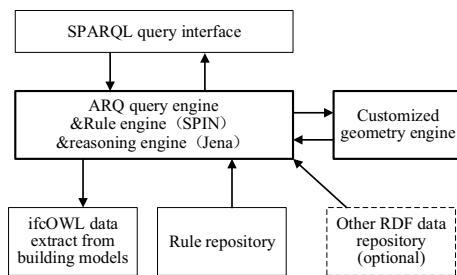 SPARQL query interface
ARQ query engine
&Rule engine（SPIN）
&reasoning engine（Jena）
Customized
geometry engine
ifcOWL data
extract from
building models
Rule repository
Other RDF data
repository
(optional)